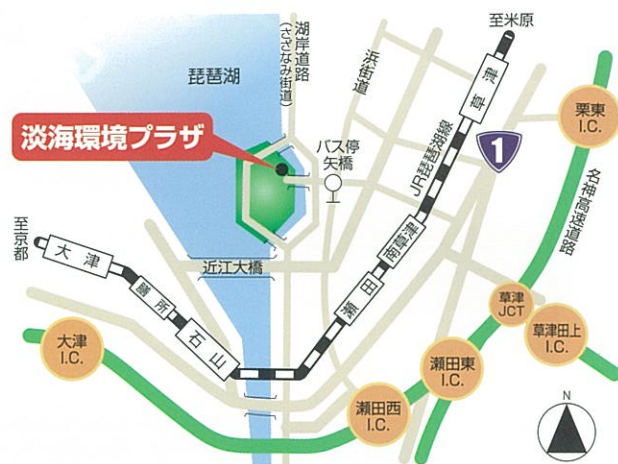 至米原
草津
湖岸道路
(さざなみ街道)
浜街道
琵琶湖
栗東
I.C.
淡海環境プラザ
バス停
矢橋
1
JR琵琶湖線
名神高速道路
至京都
大津
近江大橋
南草津
膳所
瀬田
石山
草津
JCT
草津田上
I.C.
大津
I.C.
瀬田東
I.C.
瀬田西
I.C.
N